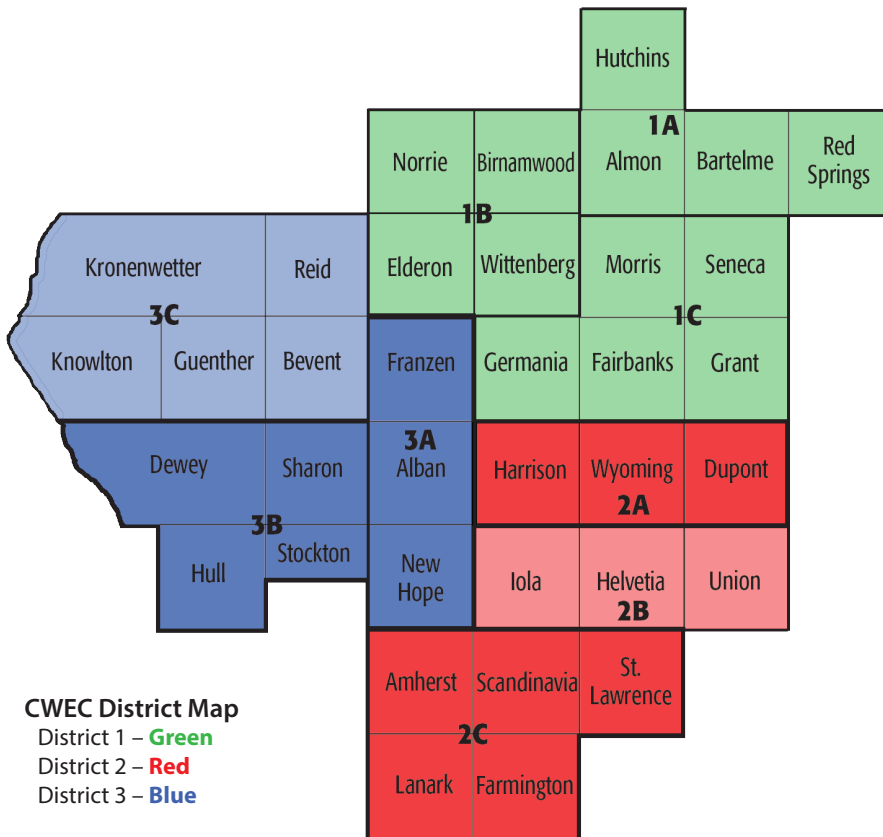 Hutchins
1A
Norrie
Birnamwood
Almon
Bartelme
Red
Springs
1B
Kronenwetter
Reid
Elderon
Wittenberg
Morris
Seneca
3C
1C
Knowlton
Guenther
Bevent
Franzen
Germania
Fairbanks
Grant
3A
Dewey
Sharon
Alban
Harrison
Wyoming
Dupont
2A
3B
Hull
Stockton
New
Hope
Iola
Helvetia
Union
2B
Amherst
Scandinavia
St.
Lawrence
2C
Lanark
Farmington
CWEC District Map
District 1 – Green
District 2 – Red
District 3 – Blue